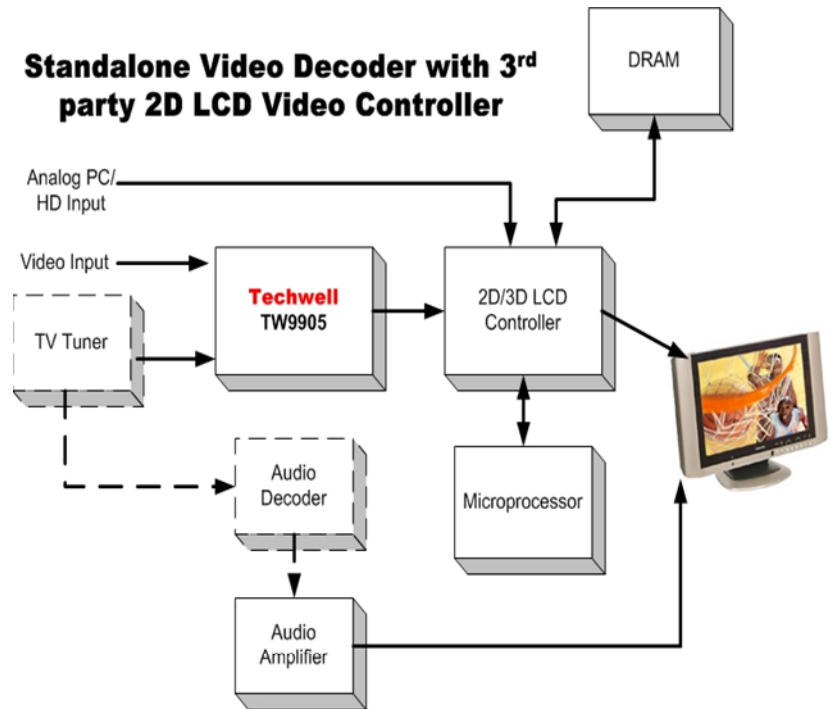 Standalone Video Decoder with 3rd
party 2D LCD Video Controller
DRAM
Analog PC/
HD Input
Video Input
Techwell
TW9905
2D/3D LCD
Controller
TV Tuner
Audio
Decoder
Microprocessor
Audio
Amplifier